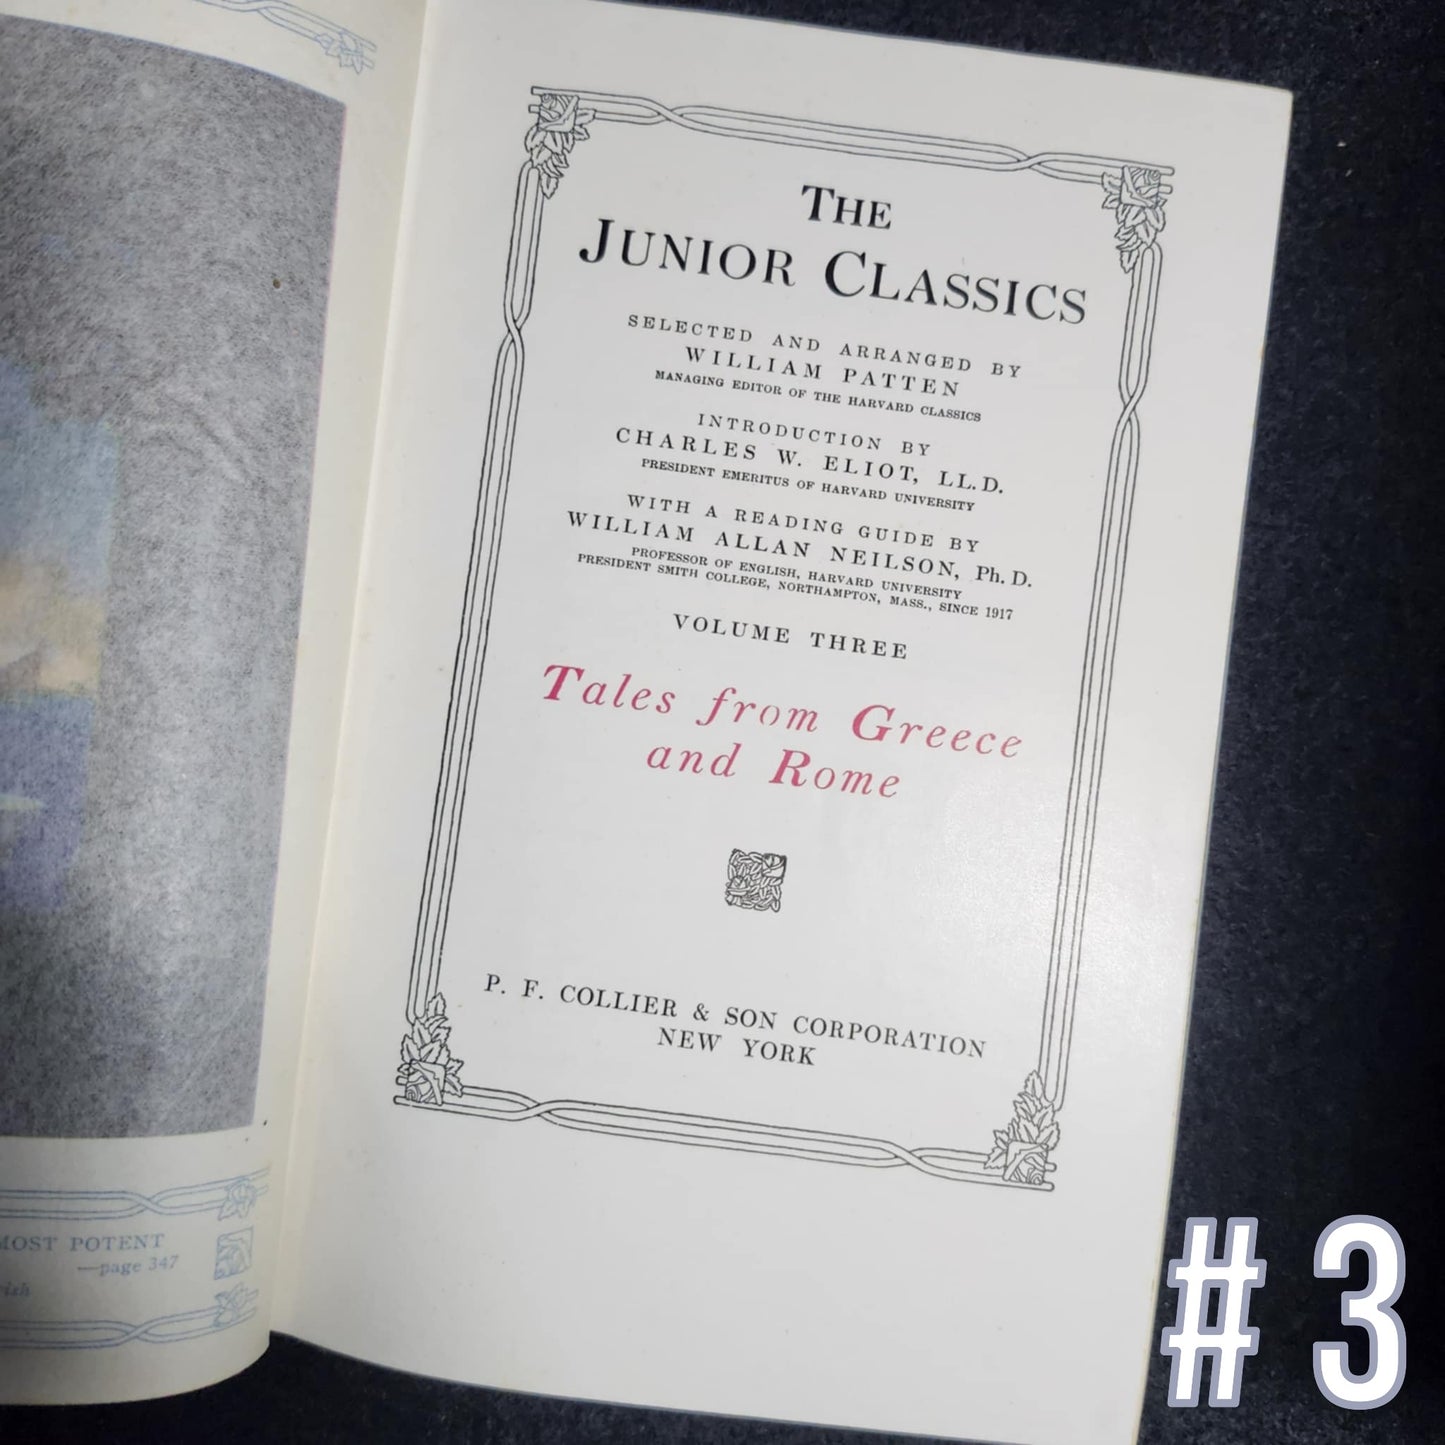 MOST POTENT
—page 347
THE
JUNIOR CLASSICS
SELECTED AND ARRANGED BY
WILLIAM PATTEN
MANAGING EDITOR OF THE HARVARD CLASSICS
INTRODUCTION BY
CHARLES W. ELIOT, LL. D.
PRESIDENT EMERITUS OF HARVARD UNIVERSITY
WITH A READING GUIDE BY
WILLIAM ALLAN NEILSON, Ph. D.
PROFESSOR OF ENGLISH, HARVARD UNIVERSITY
PRESIDENT SMITH COLLEGE, NORTHAMPTON, MASS., SINCE 1917
VOLUME THREE
Tales from Greece
and Rome
P. F. COLLIER & SON CORPORATION
NEW YORK
# 3